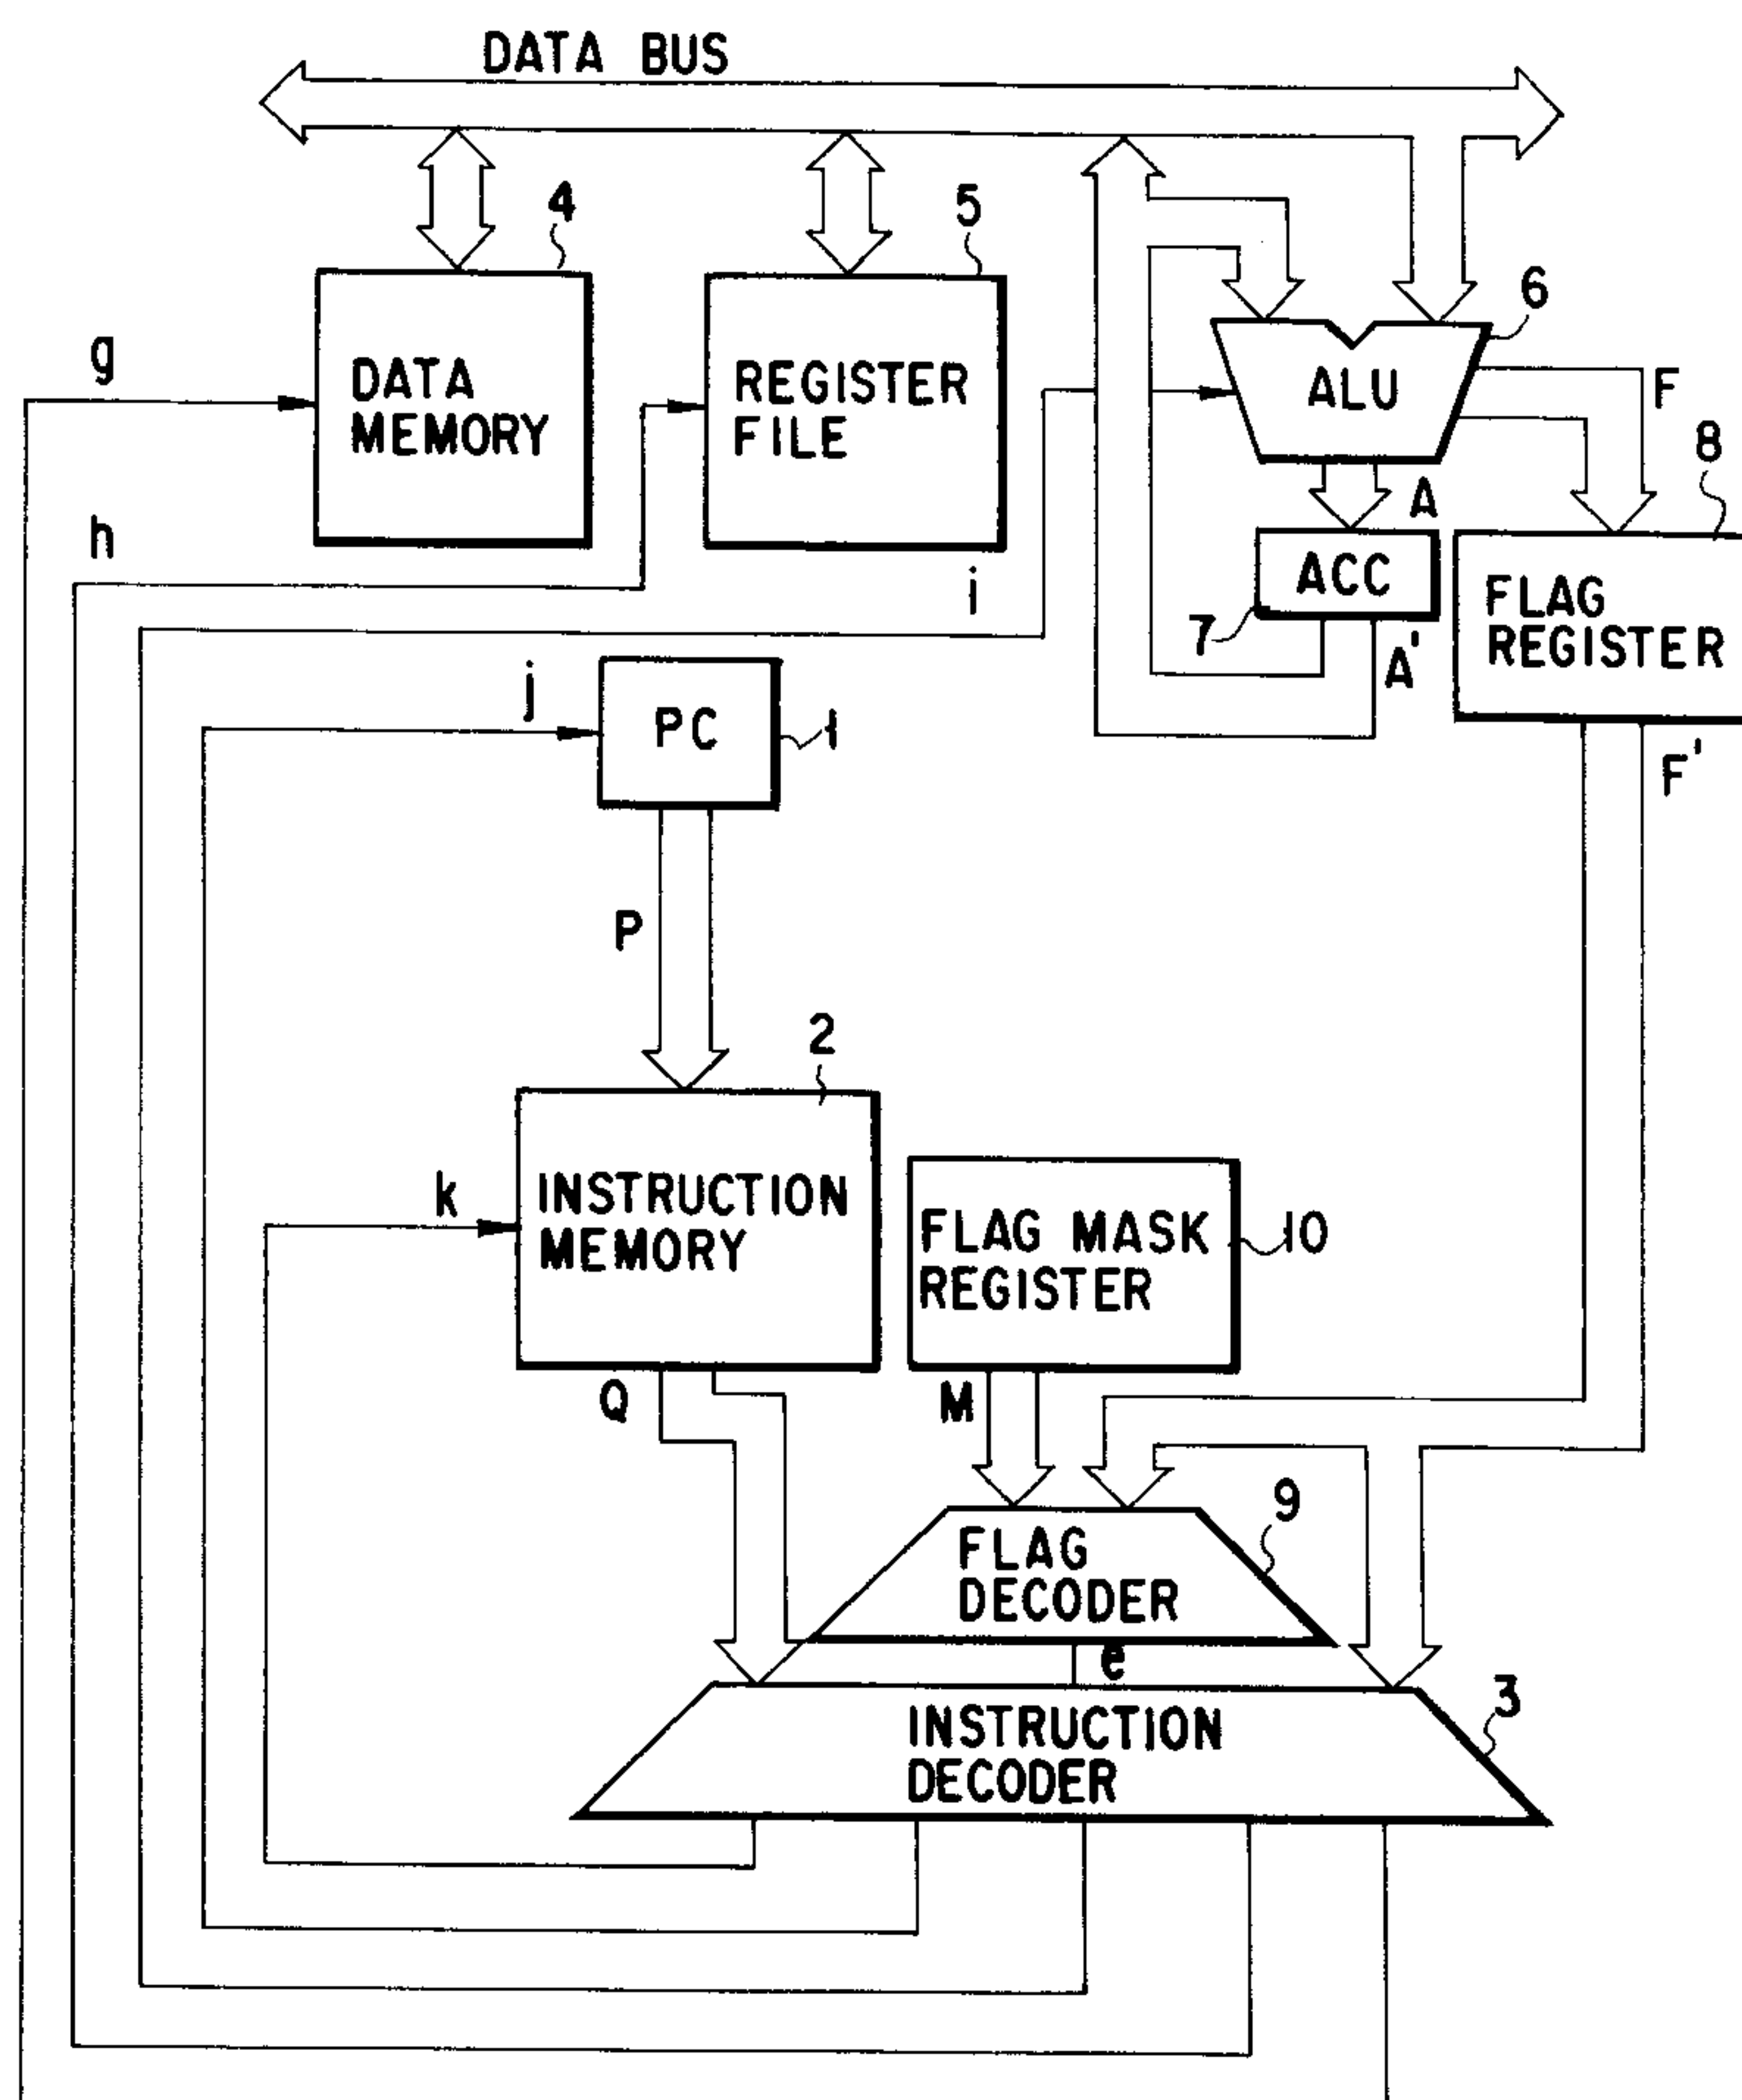 DATA BUS
4
5
6
g
DATA
MEMORY
REGISTER
FILE
ALU
F
8
h
A
i
ACC
7
A'
FLAG
REGISTER
j
PC
1
F'
P
2
k
INSTRUCTION
MEMORY
FLAG MASK
REGISTER
10
Q
M
9
FLAG
DECODER
e
3
INSTRUCTION
DECODER